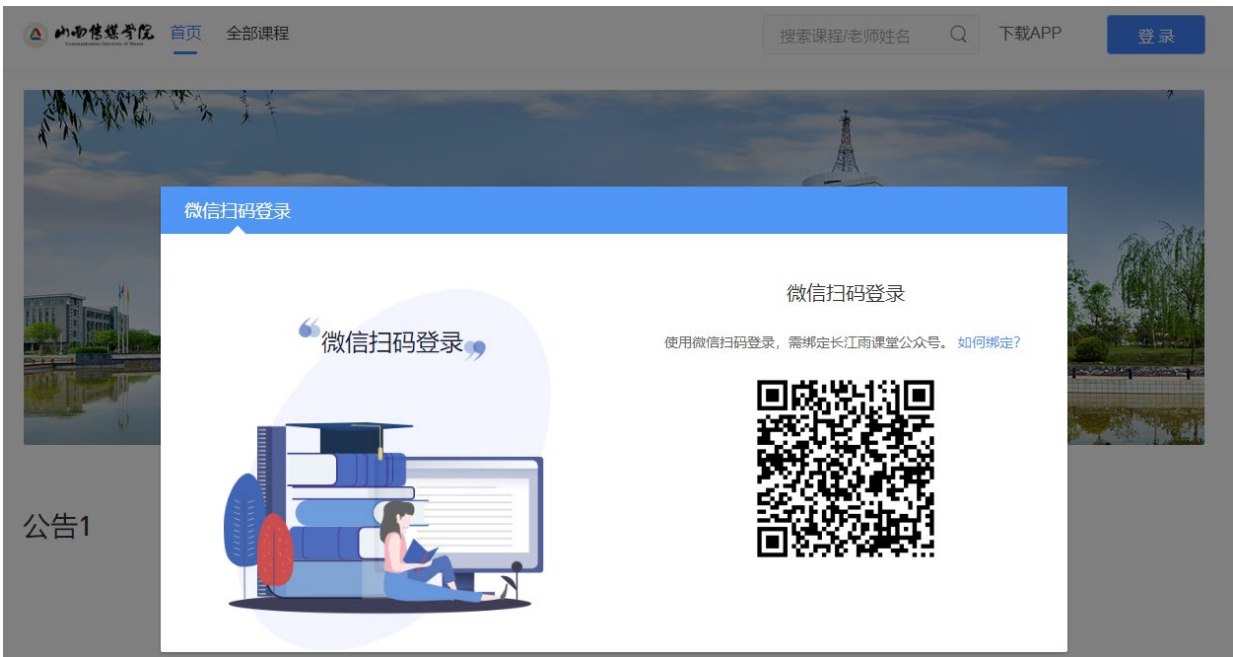 山西传媒学院
首页
全部课程
搜索课程/老师姓名
下载APP
登录
微信扫码登录
微信扫码登录
微信扫码登录
使用微信扫码登录，需绑定长江雨课堂公众号。 如何绑定?
公告1